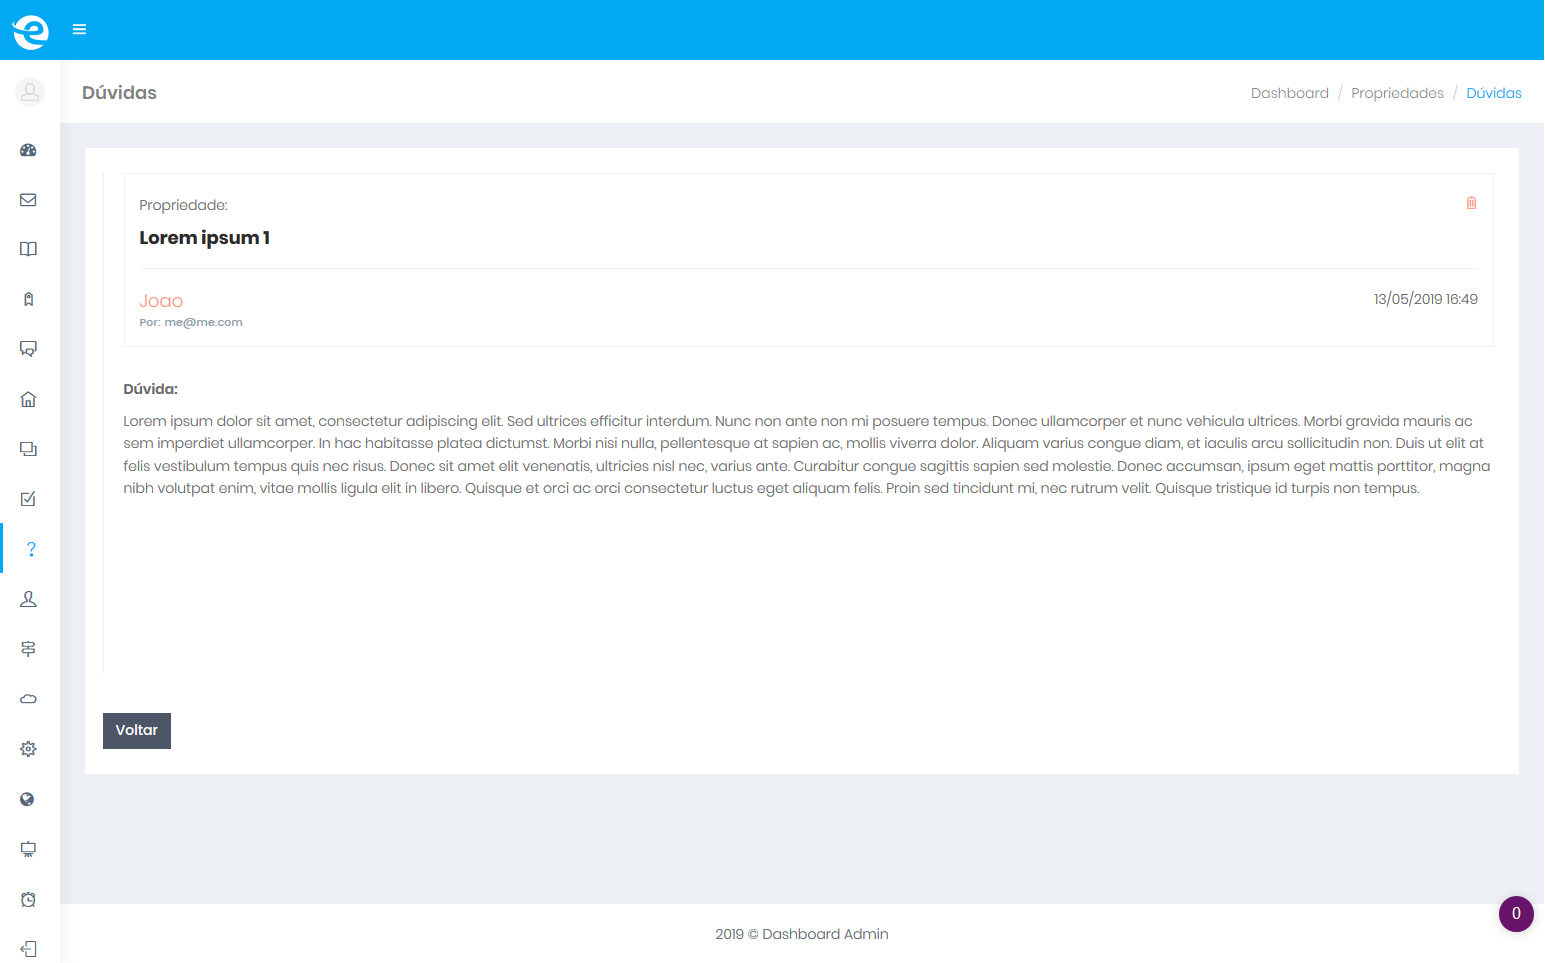 Dúvidas
Dashboard / Propriedades / Dúvidas
Propriedade:
Lorem ipsum 1
Joao
13/05/2019 16:49
Por: me@me.com
Dúvida:
Lorem ipsum dolor sit amet, consectetur adipiscing elit. Sed ultrices efficitur interdum. Nunc non ante non mi posuere tempus. Donec ullamcorper et nunc vehicula ultrices. Morbi gravida mauris ac
sem imperdiet ullamcorper. In hac habitasse platea dictumst. Morbi nisi nulla, pellentesque at sapien ac, mollis viverra dolor. Aliquam varius congue diam, et iaculis arcu sollicitudin non. Duis ut elit at
felis vestibulum tempus quis nec risus. Donec sit amet elit venenatis, ultricies nisl nec, varius ante. Curabitur congue sagittis sapien sed molestie. Donec accumsan, ipsum eget mattis porttitor, magna
nibh volutpat enim, vitae mollis ligula elit in libero. Quisque et orci ac orci consectetur luctus eget aliquam felis. Proin sed tincidunt mi, nec rutrum velit. Quisque tristique id turpis non tempus.
Voltar
0
2019 © Dashboard Admin